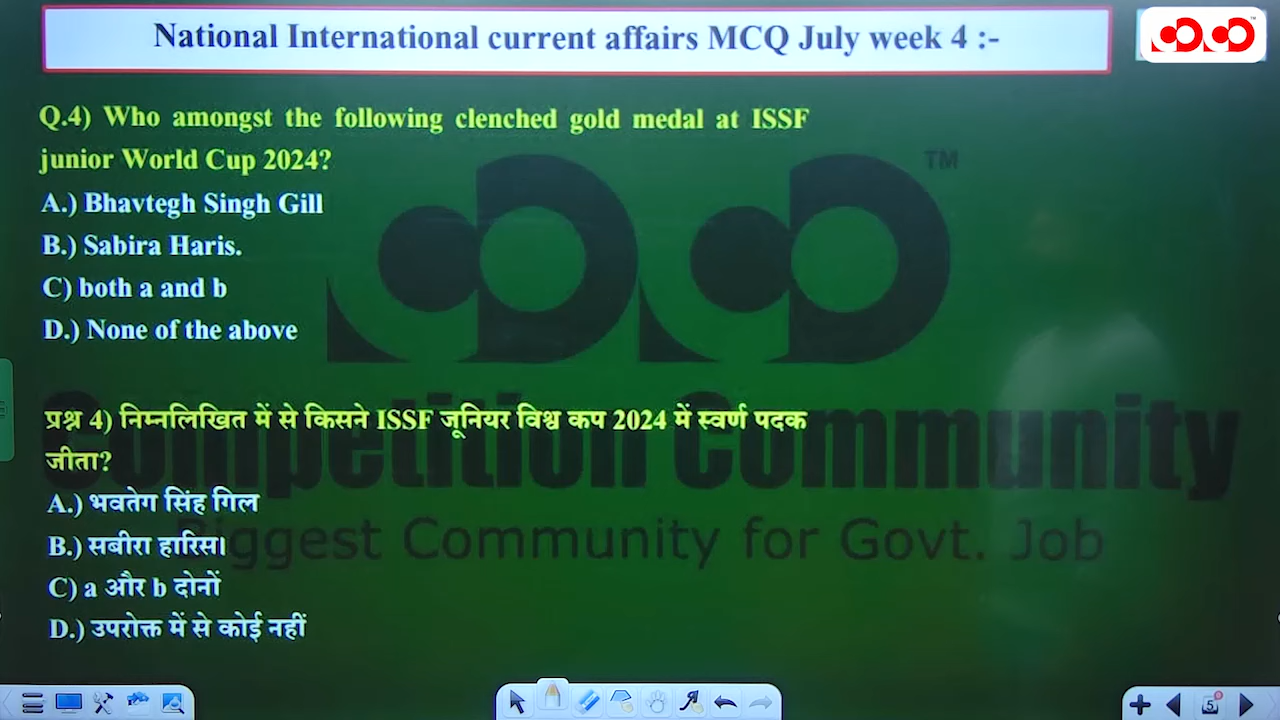 National International current affairs MCQ July week 4 :-
Q.4) Who amongst the following clenched gold medal at ISSF
junior World Cup 2024?
A.) Bhavtegh Singh Gill
B.) Sabira Haris.
C) both a and b
D.) None of the above
TM
प्रश्न 4) निम्नलिखित में से किसने ISSF जूनियर विश्व कप 2024 में स्वर्ण पदक
जीता?
A.) भवतेग सिंह गिल
B.) सबीरा हारिस।
C) a और b दोनों
D.) उपरोक्त में से कोई नहीं
Competition Community
Biggest Community for Govt. Job
5